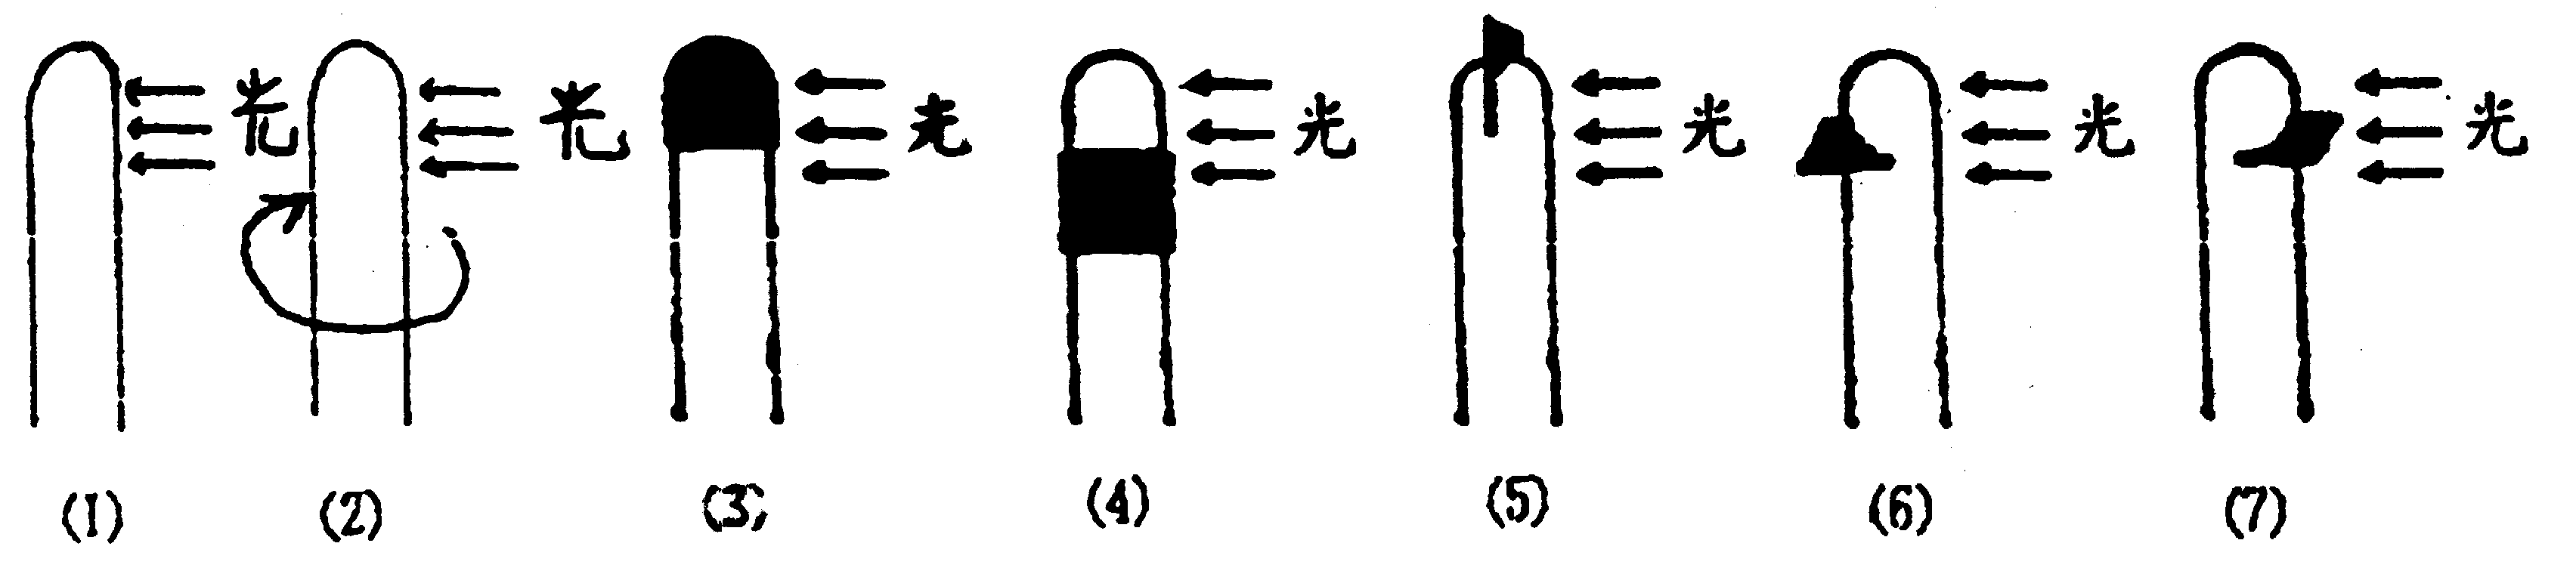 光 光 光 光 光 光 光
(1) (2) (3) (4) (5) (6) (7)